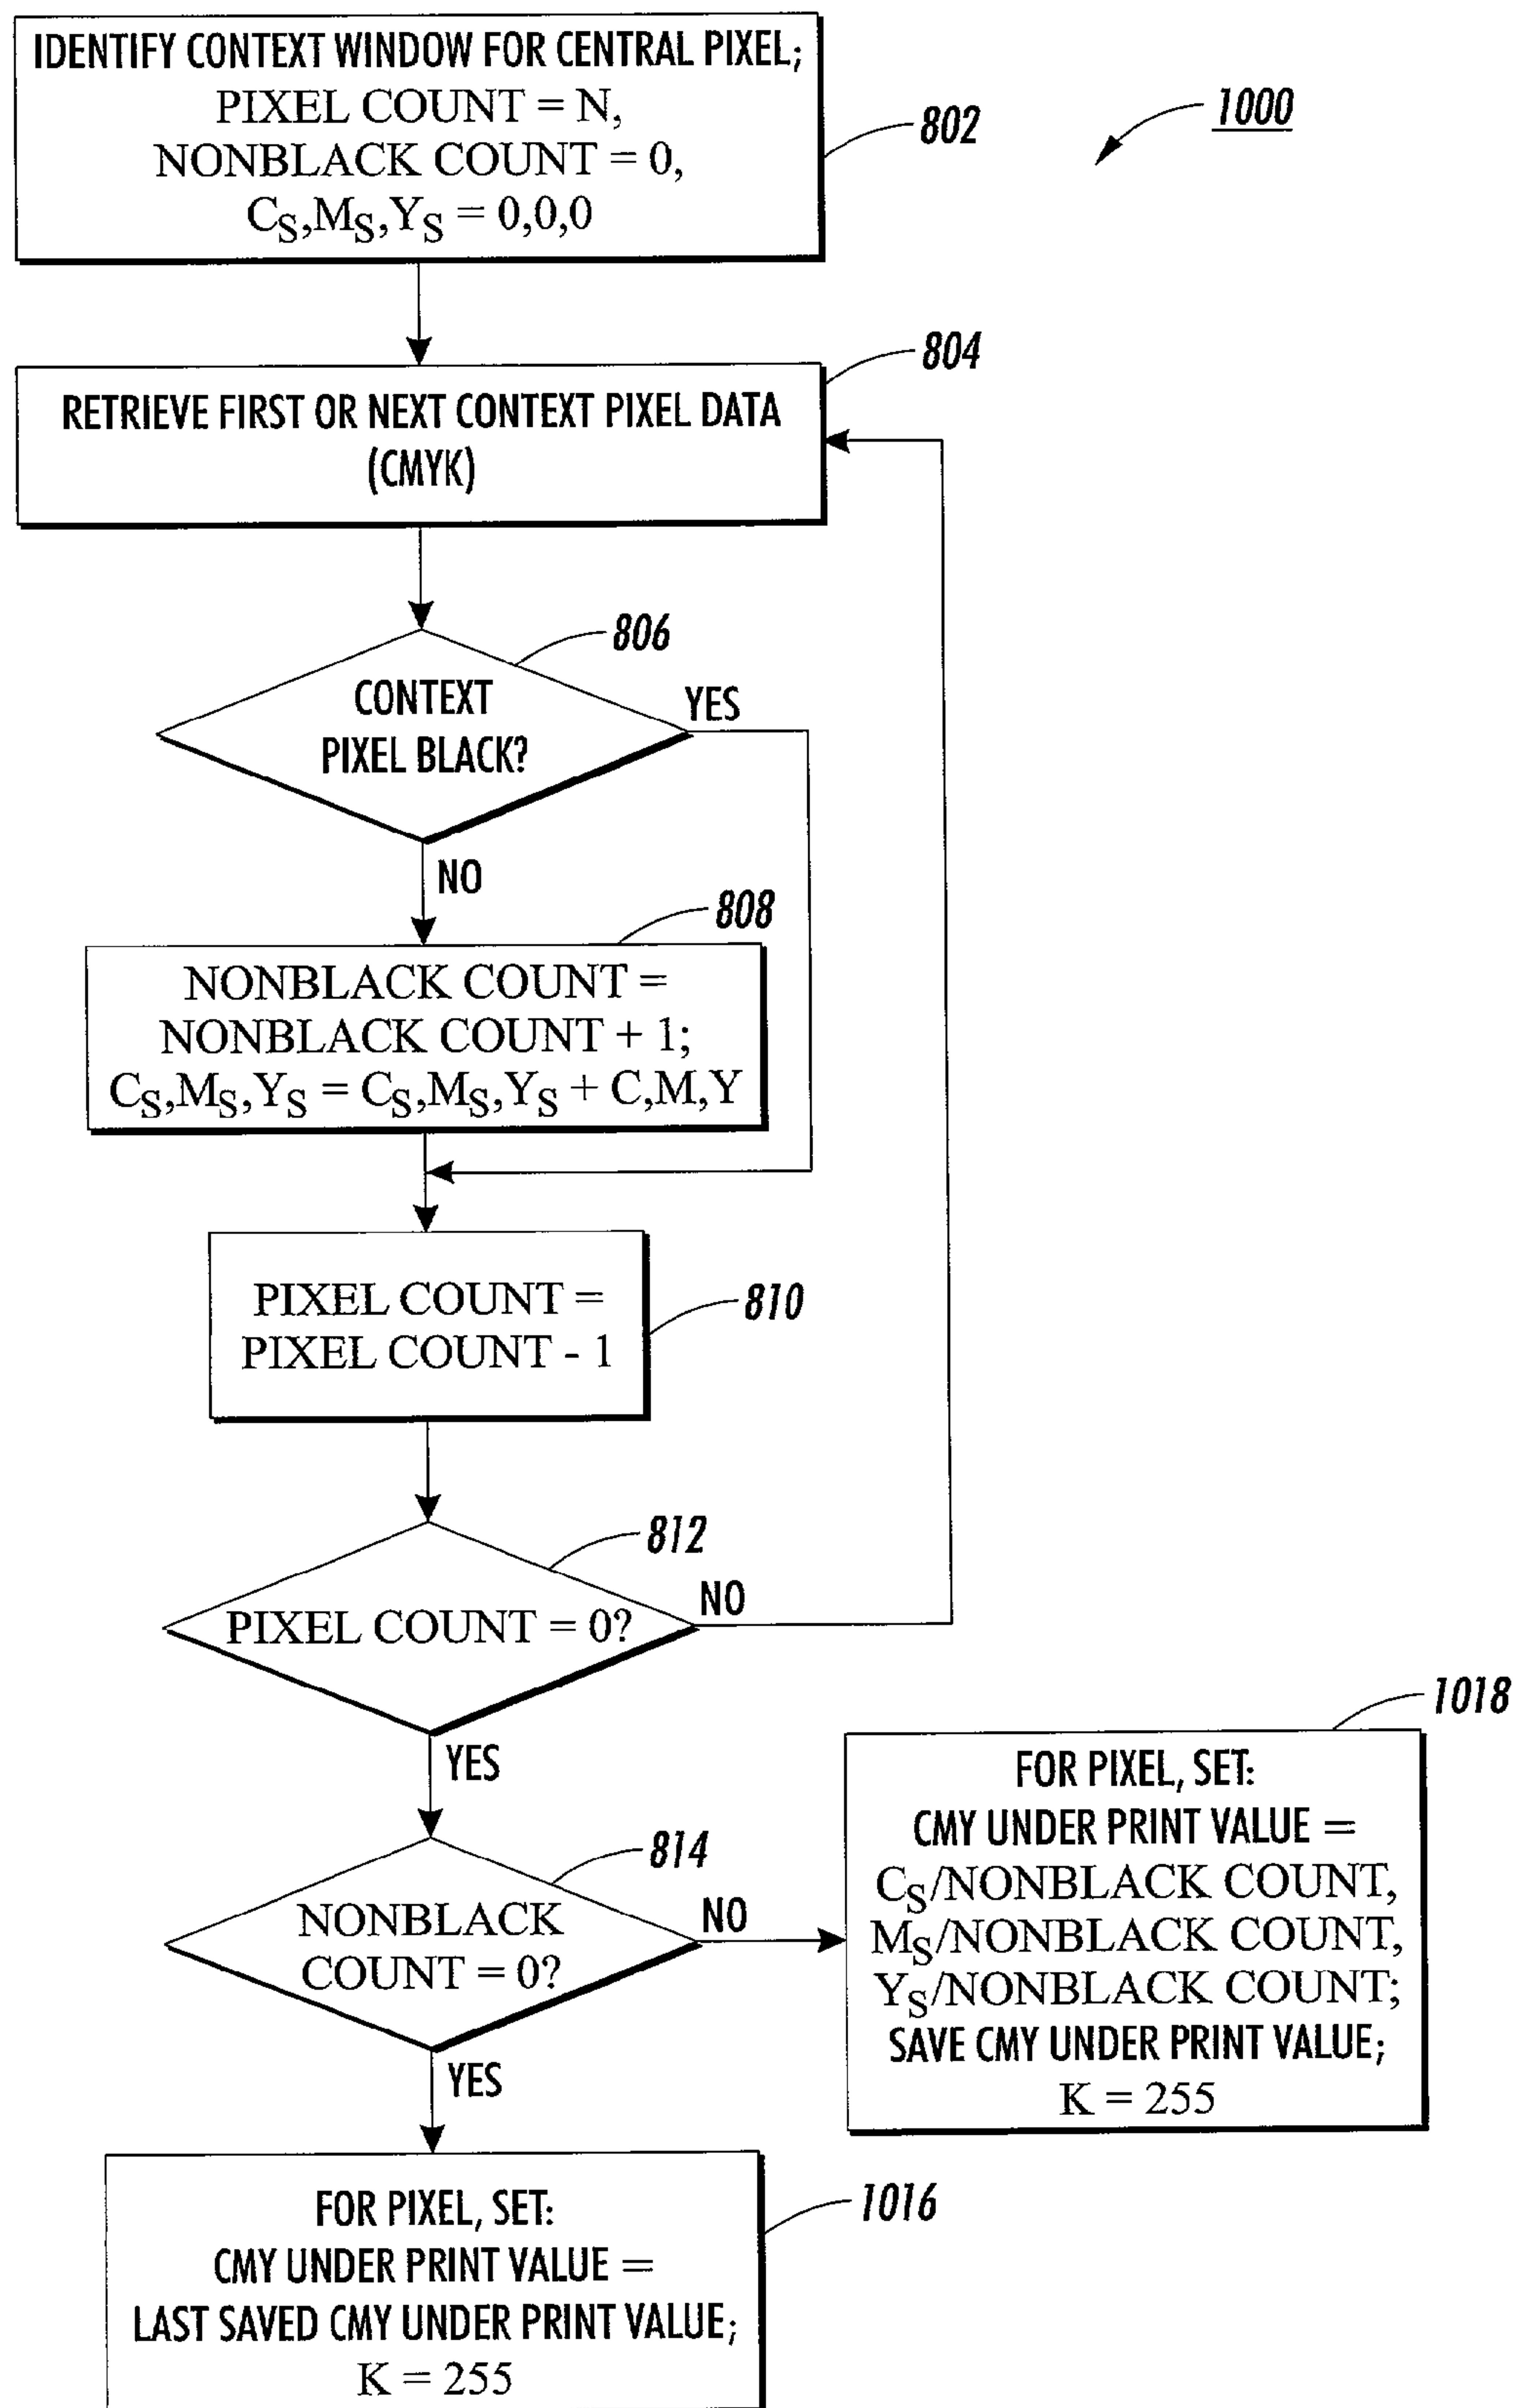 IDENTIFY CONTEXT WINDOW FOR CENTRAL PIXEL;
PIXEL COUNT = N,
NONBLACK COUNT = 0,
CS,MS,YS = 0,0,0
802
1000
804
RETRIEVE FIRST OR NEXT CONTEXT PIXEL DATA
(CMYK)
806
CONTEXT
PIXEL BLACK?
YES
NO
808
NONBLACK COUNT =
NONBLACK COUNT + 1;
CS,MS,YS = CS,MS,YS + C,M,Y
PIXEL COUNT =
PIXEL COUNT - 1
810
812
PIXEL COUNT = 0?
NO
YES
814
NONBLACK
COUNT = 0?
NO
YES
1018
FOR PIXEL, SET:
CMY UNDER PRINT VALUE =
CS/NONBLACK COUNT,
MS/NONBLACK COUNT,
YS/NONBLACK COUNT;
SAVE CMY UNDER PRINT VALUE;
K = 255
1016
FOR PIXEL, SET:
CMY UNDER PRINT VALUE =
LAST SAVED CMY UNDER PRINT VALUE;
K = 255